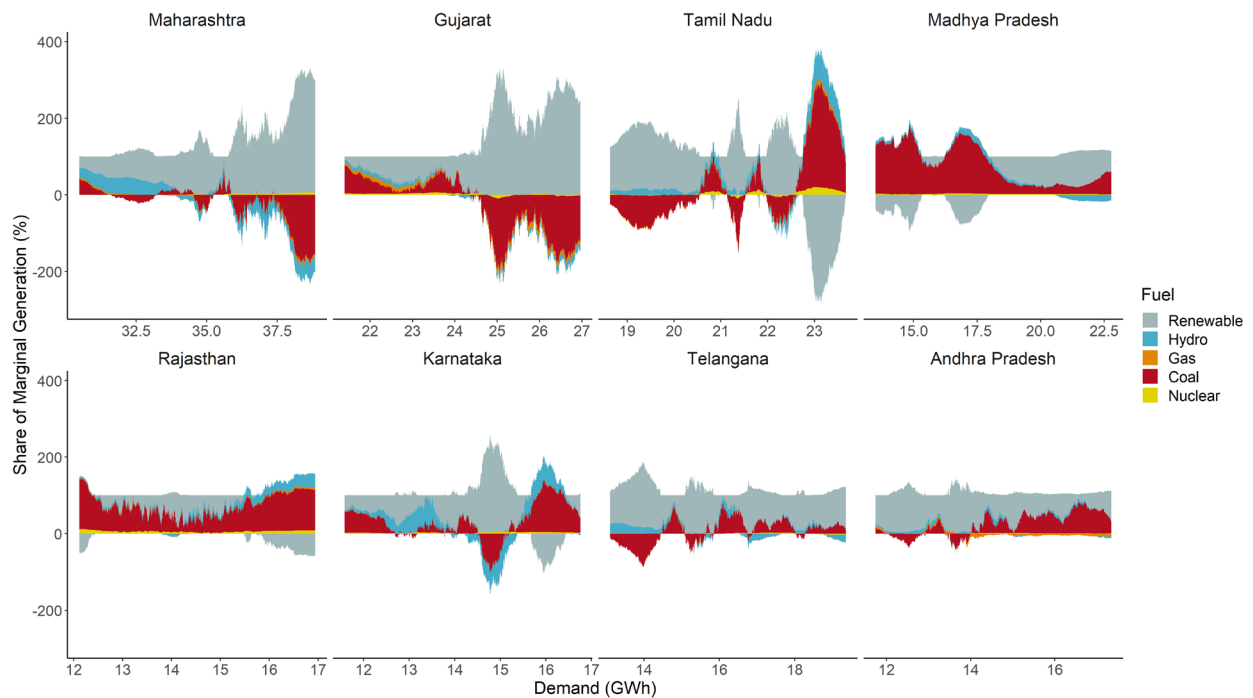 Maharashtra Gujarat Tamil Nadu Madhya Pradesh
400
200
0
-200
32.5 35.0 37.5 22 23 24 25 26 27 19 20 21 22 23 15.0 17.5 20.0 22.5
Share of Marginal Generation (%)
Rajasthan Karnataka Telangana Andhra Pradesh
400
200
0
-200
12 13 14 15 16 17 12 13 14 15 16 17 14 16 18 12 14 16
Demand (GWh)
Fuel
Renewable
Hydro
Gas
Coal
Nuclear